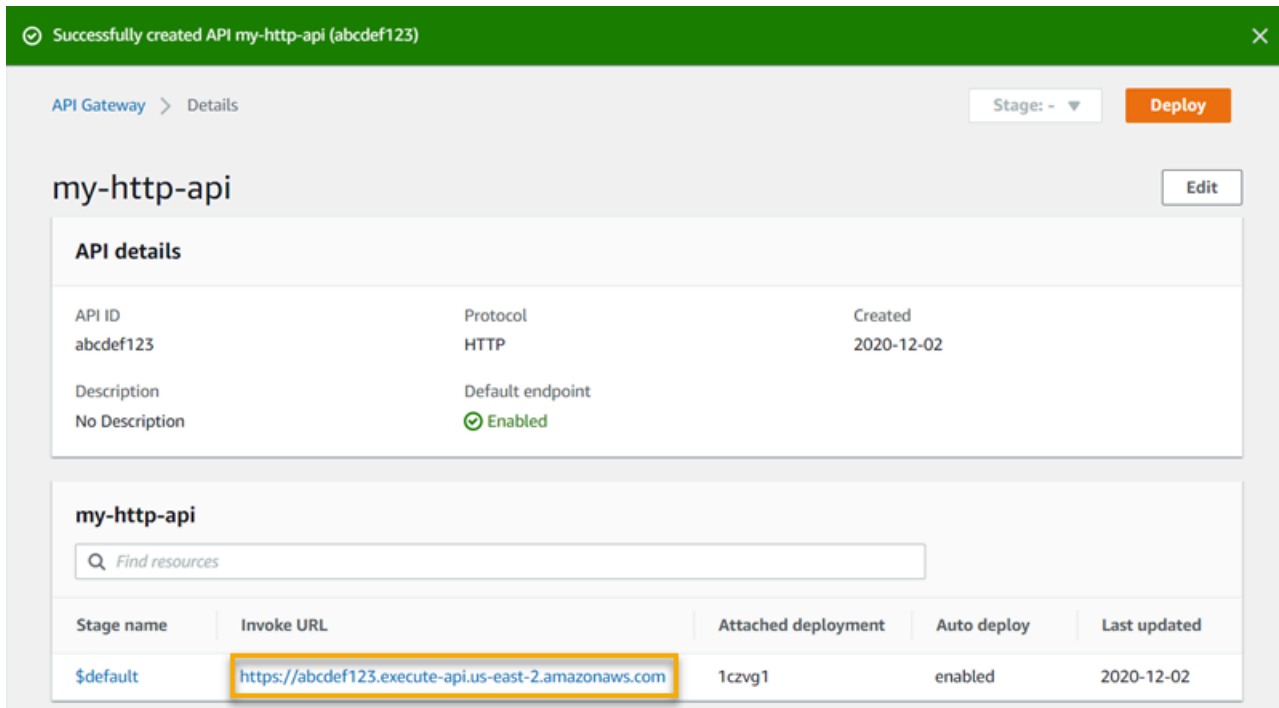 Successfully created API my-http-api (abcdef123)
API Gateway > Details
Stage: -
Deploy
my-http-api
Edit
API details
API ID Protocol Created
abcdef123 HTTP 2020-12-02
Description Default endpoint
No Description Enabled
my-http-api
Find resources
Stage name Invoke URL Attached deployment Auto deploy Last updated
$default https://abcdef123.execute-api.us-east-2.amazonaws.com 1czvg1 enabled 2020-12-02